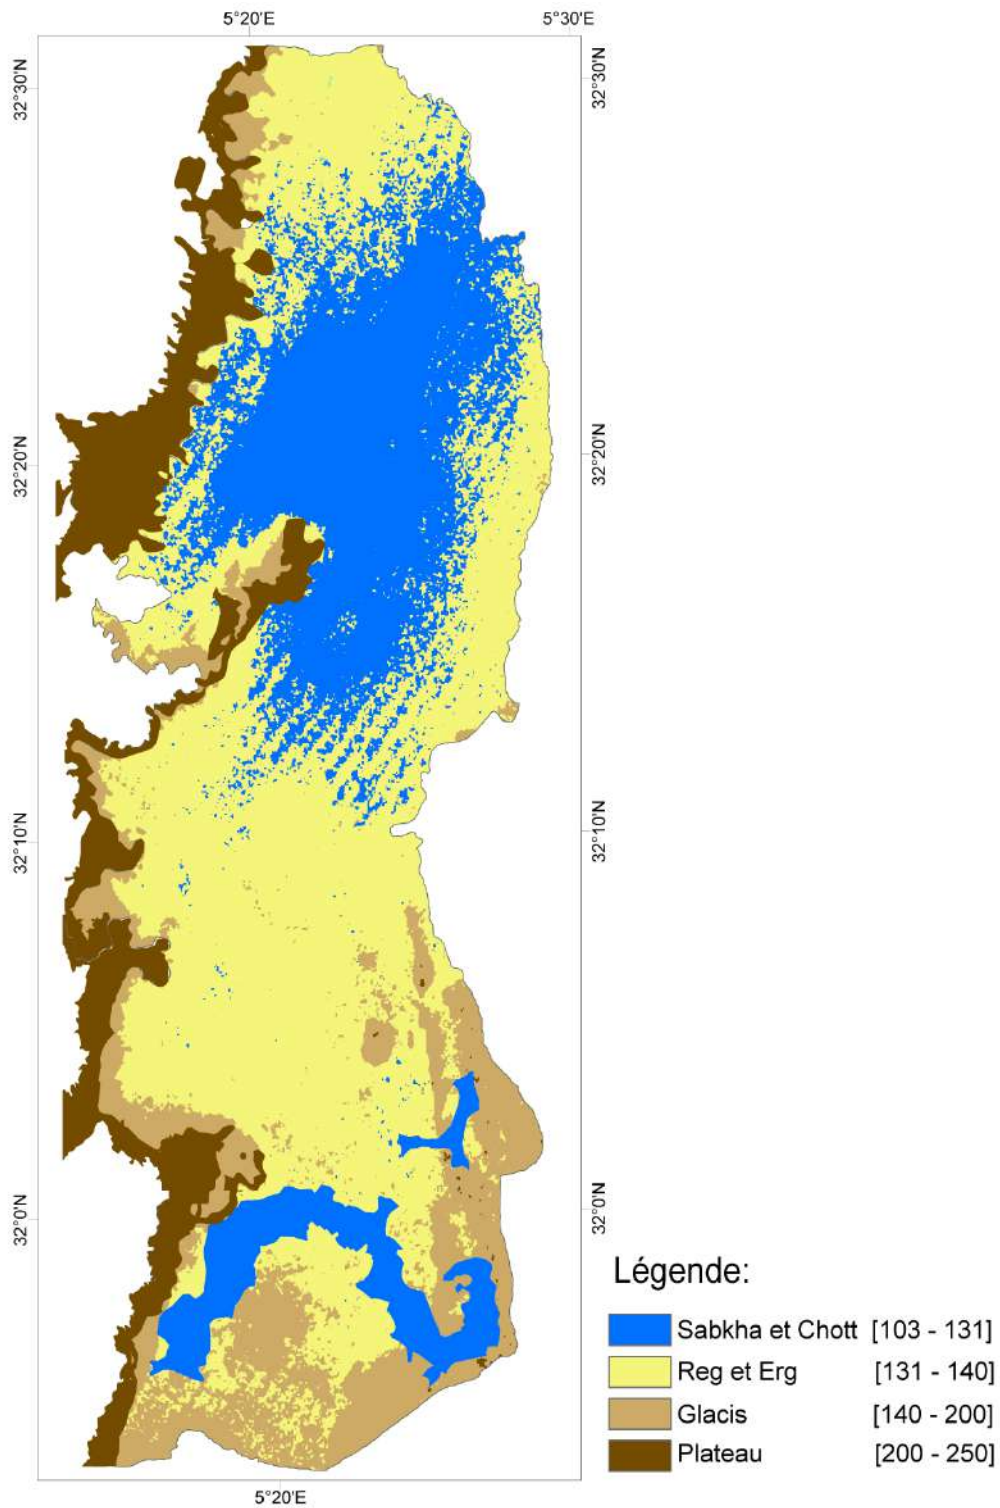 5°20'E 5°30'E
32°30'N 32°30'N
32°20'N 32°20'N
32°10'N 32°10'N
32°0'N 32°0'N
Légende:
Sabkha et Chott [103 - 131]
Reg et Erg [131 - 140]
Glacis [140 - 200]
Plateau [200 - 250]
5°20'E